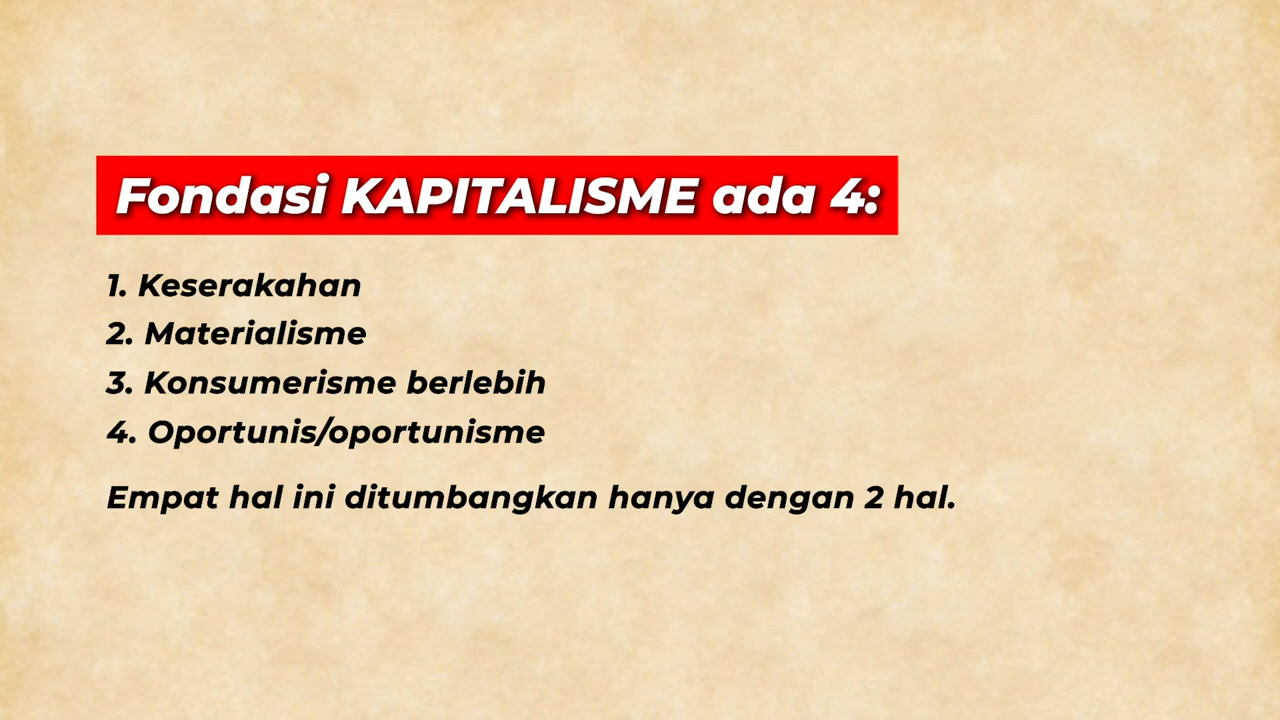 Fondasi KAPITALISME ada 4:
1. Keserakahan
2. Materialisme
3. Konsumerisme berlebih
4. Oportunis/oportunisme
Empat hal ini ditumbangkan hanya dengan 2 hal.